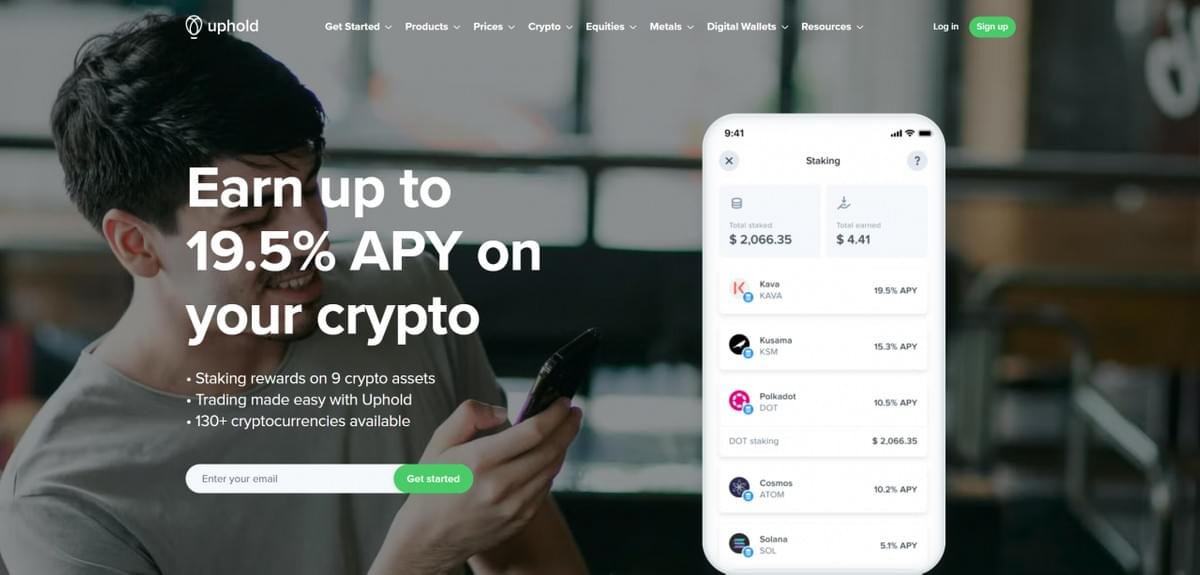 uphold
Get Started
Products
Prices
Crypto
Equities
Metals
Digital Wallets
Resources
Log in
Sign up
Earn up to
19.5% APY on
your crypto
• Staking rewards on 9 crypto assets
• Trading made easy with Uphold
• 130+ cryptocurrencies available
Enter your email
Get started
9:41
Staking
?
Total staked
$ 2,066.35
Total earned
$ 4.41
Kava
KAVA
19.5% APY
Kusama
KSM
15.3% APY
Polkadot
DOT
10.5% APY
DOT staking
$ 2,066.35
Cosmos
ATOM
10.2% APY
Solana
SOL
5.1% APY